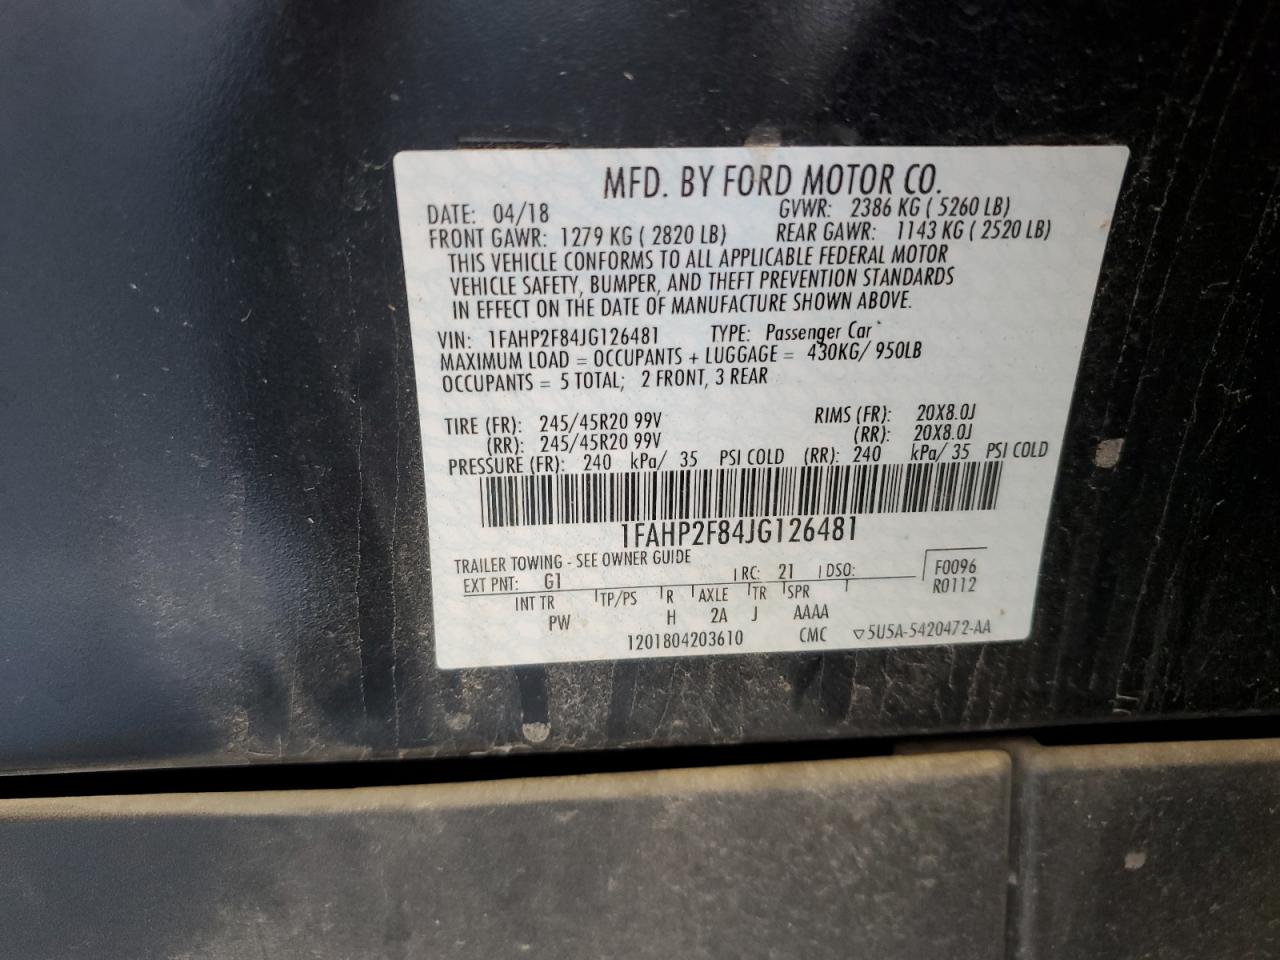 MFD. BY FORD MOTOR CO.
DATE: 04/18 GVWR: 2386 KG ( 5260 LB)
FRONT GAWR: 1279 KG ( 2820 LB) REAR GAWR: 1143 KG ( 2520 LB)
THIS VEHICLE CONFORMS TO ALL APPLICABLE FEDERAL MOTOR
VEHICLE SAFETY, BUMPER, AND THEFT PREVENTION STANDARDS
IN EFFECT ON THE DATE OF MANUFACTURE SHOWN ABOVE.
VIN: 1FAHP2F84JG126481 TYPE: Passenger Car
MAXIMUM LOAD = OCCUPANTS + LUGGAGE = 430KG/ 950LB
OCCUPANTS = 5 TOTAL; 2 FRONT, 3 REAR
TIRE (FR): 245/45R20 99V RIMS (FR): 20X8.0J
(RR): 245/45R20 99V (RR): 20X8.0J
PRESSURE (FR): 240 kPa/ 35 PSI COLD (RR): 240 kPa/ 35 PSI COLD
1FAHP2F84JG126481
TRAILER TOWING - SEE OWNER GUIDE
EXT PNT: G1 RC: 21 DSO: F0096
INT TR TP/PS R AXLE TR SPR R0112
PW H 2A J AAAA
1201804203610 CMC ▽5U5A-5420472-AA